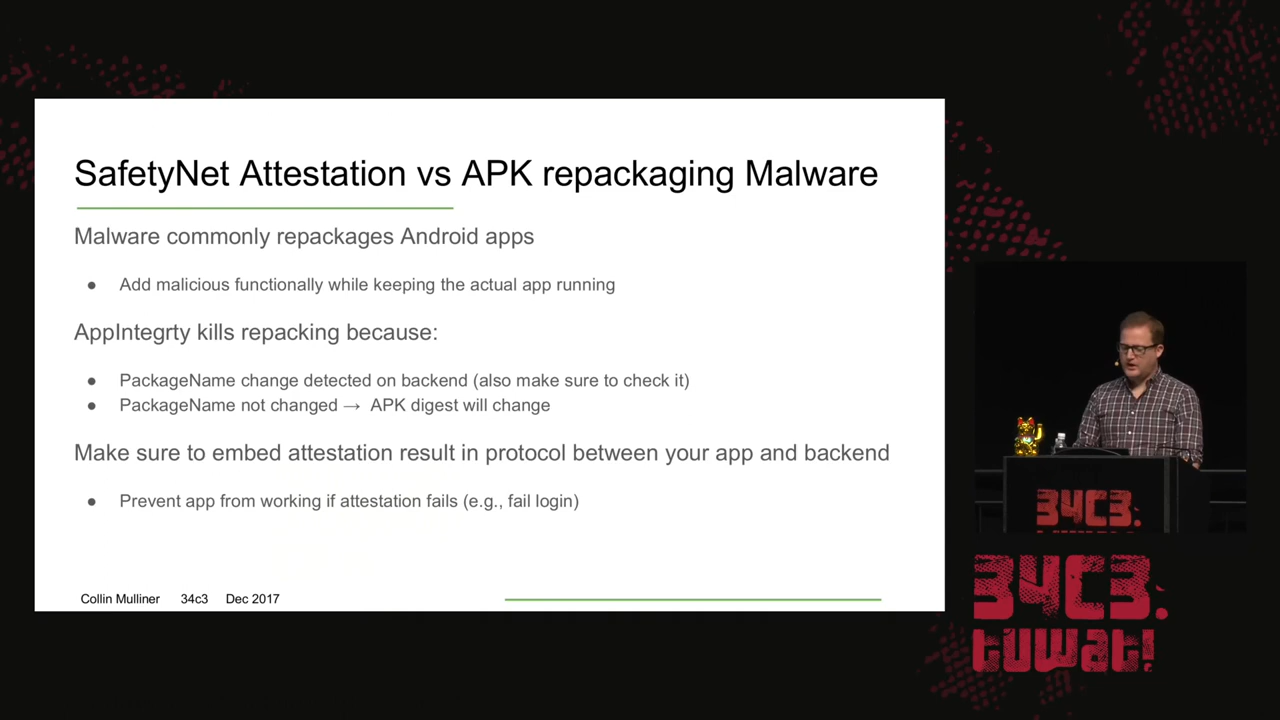 SafetyNet Attestation vs APK repackaging Malware
Malware commonly repackages Android apps
● Add malicious functionally while keeping the actual app running
AppIntegrty kills repacking because:
● PackageName change detected on backend (also make sure to check it)
● PackageName not changed → APK digest will change
Make sure to embed attestation result in protocol between your app and backend
● Prevent app from working if attestation fails (e.g., fail login)
Collin Mulliner 34c3 Dec 2017
34C3.
34C3.
tuwat!